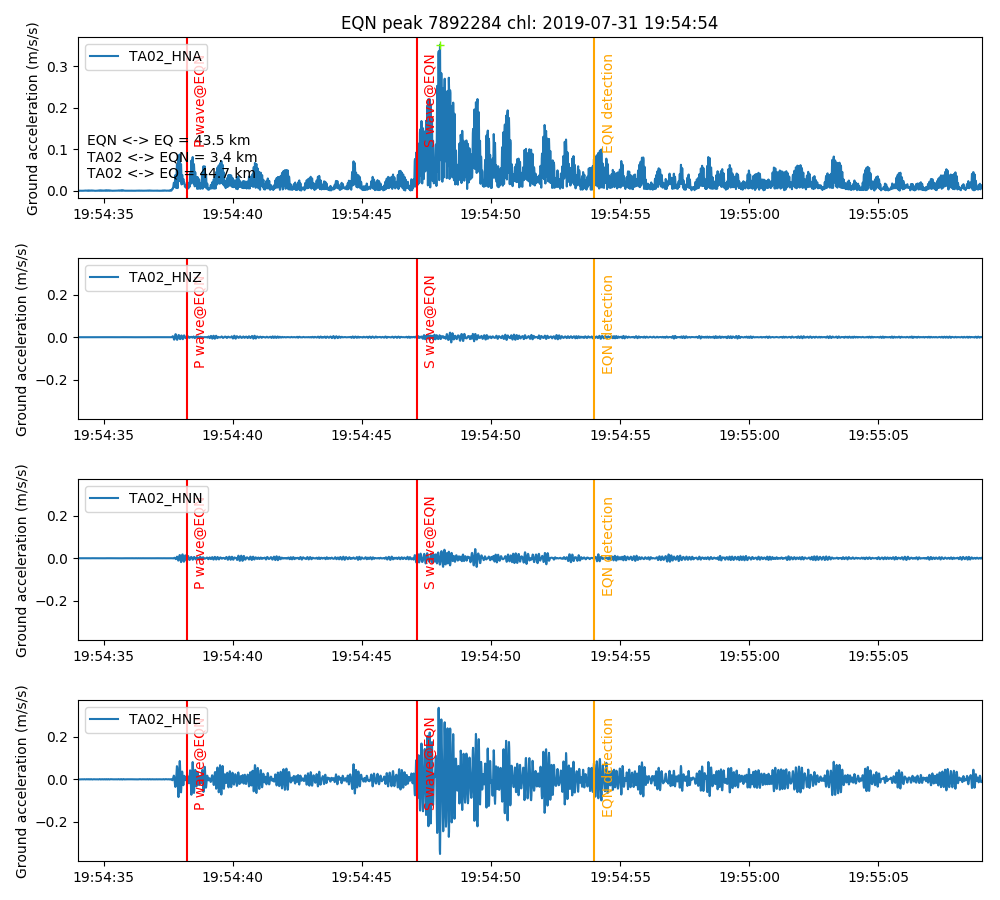 EQN peak 7892284 chl: 2019-07-31 19:54:54
Ground acceleration (m/s/s)
0.3
0.2
0.1
0.0
TA02_HNA
P wave@EQN
S wave@EQN
EQN detection
EQN <-> EQ = 43.5 km
TA02 <-> EQN = 3.4 km
TA02 <-> EQ = 44.7 km
19:54:35 19:54:40 19:54:45 19:54:50 19:54:55 19:55:00 19:55:05
Ground acceleration (m/s/s)
0.2
0.0
−0.2
TA02_HNZ
P wave@EQN
S wave@EQN
EQN detection
19:54:35 19:54:40 19:54:45 19:54:50 19:54:55 19:55:00 19:55:05
Ground acceleration (m/s/s)
0.2
0.0
−0.2
TA02_HNN
P wave@EQN
S wave@EQN
EQN detection
19:54:35 19:54:40 19:54:45 19:54:50 19:54:55 19:55:00 19:55:05
Ground acceleration (m/s/s)
0.2
0.0
−0.2
TA02_HNE
P wave@EQN
S wave@EQN
EQN detection
19:54:35 19:54:40 19:54:45 19:54:50 19:54:55 19:55:00 19:55:05